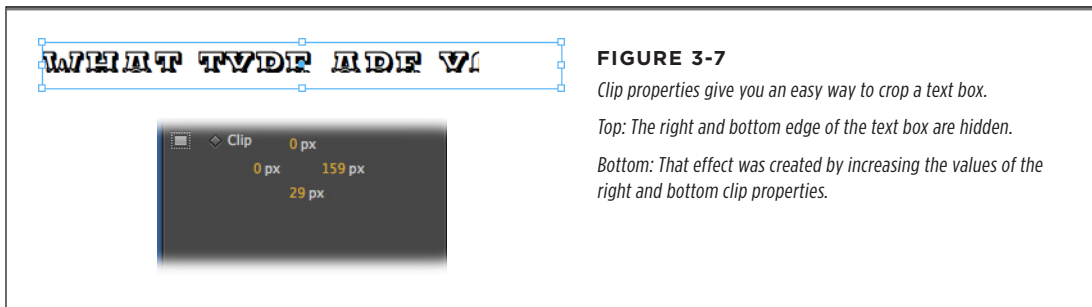 WHAT TYPE ARE
Clip
0 px
0 px 159 px
29 px
FIGURE 3-7
Clip properties give you an easy way to crop a text box.
Top: The right and bottom edge of the text box are hidden.
Bottom: That effect was created by increasing the values of the
right and bottom clip properties.